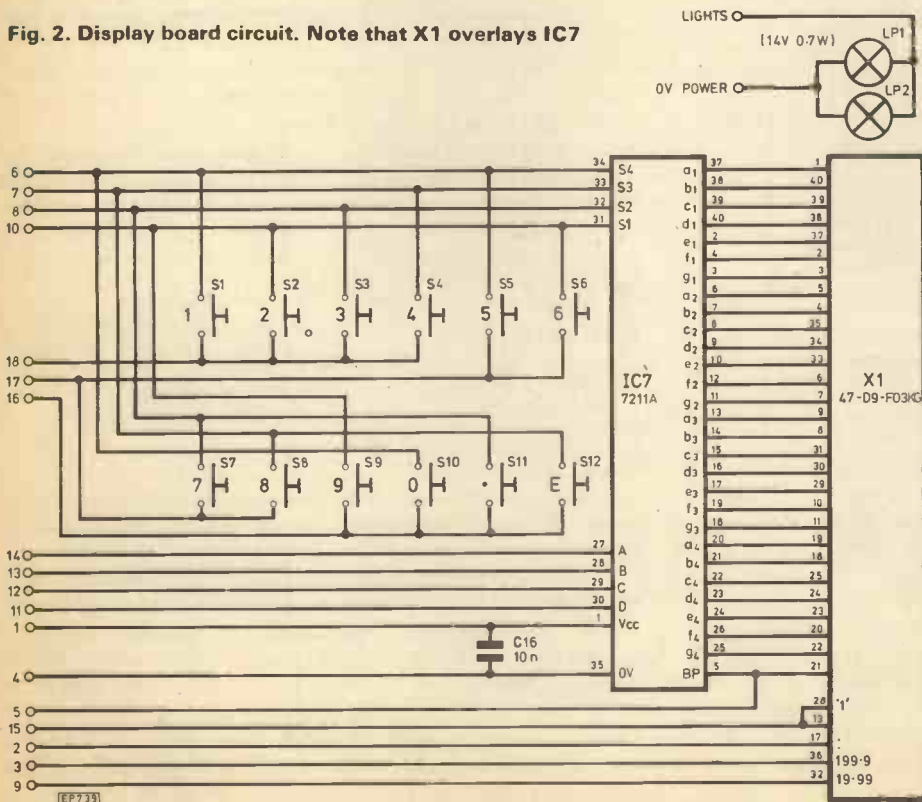 LIGHTS
Fig. 2. Display board circuit. Note that X1 overlays IC7
(14V 0·7W)
LP1
0V POWER
LP2
6 34 S4 a1 37 1
7 33 S3 b1 38 40
8 32 S2 c1 39 39
10 31 S1 d1 40 38
e1 2 37
f1 4 2
g1 3 3
S1 S2 S3 S4 S5 S6 a2 6 5
1 2 3 4 5 6 b2 7 4
c2 8 35
18 d2 9 34
17 e2 10 33
16 IC7 f2 12 6 X1
7211A g2 11 7 47-D9-F03KG
a3 13 9
b3 14 8
S7 S8 S9 S10 S11 S12 c3 15 31
7 8 9 0 · E d3 16 30
e3 17 29
f3 19 10
g3 18 11
14 27 A a4 20 19
13 28 B b4 21 18
12 29 C c4 22 25
11 30 D d4 23 24
1 1 Vcc e4 24 23
C16 f4 26 20
10n g4 25 22
4 35 0V BP 5 21
5 28 '1'
15 13
2 17 .
3 36 199·9
9 32 19·99
EP739